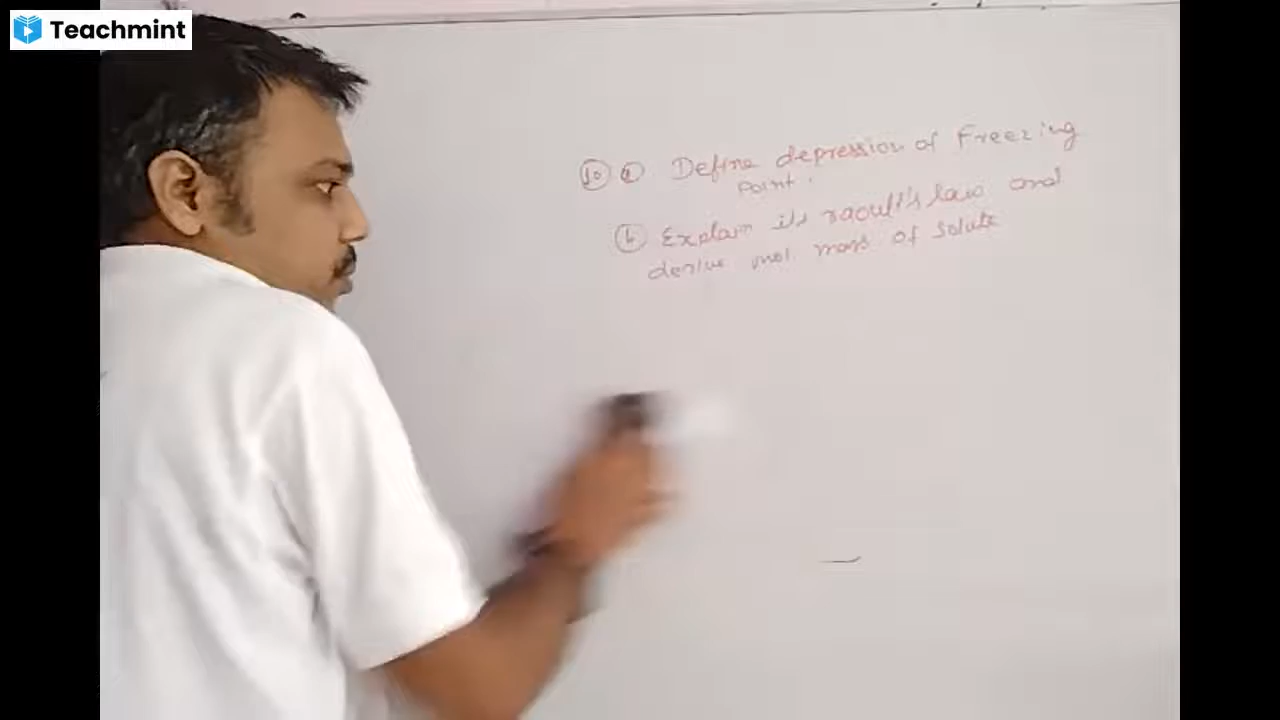 Teachmint
10 a Define depression of Freezing
Point.
b Explain its raoult's law and
derive mol. mass of solute